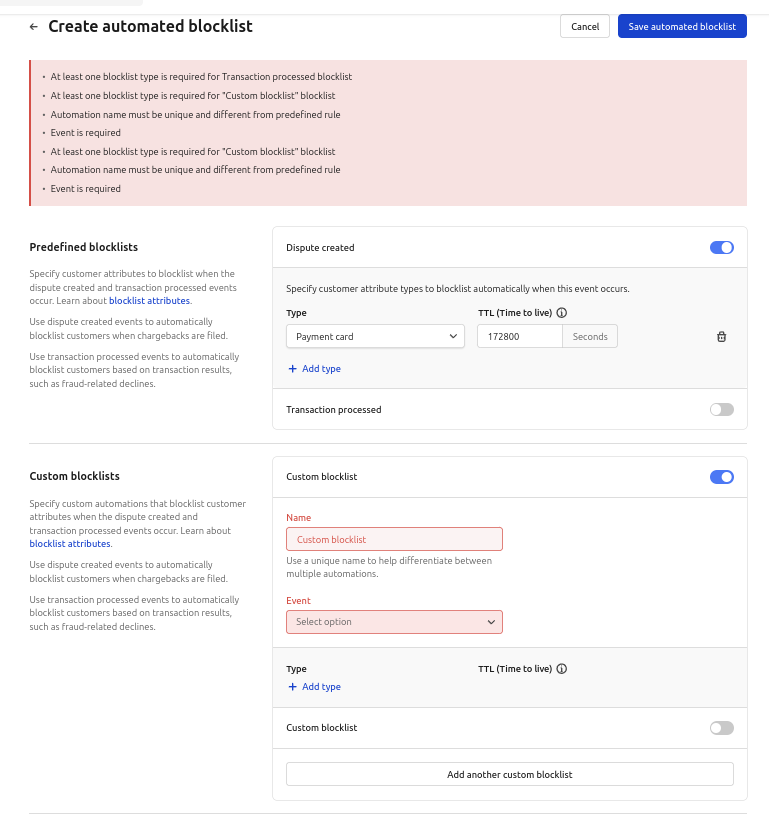 Create automated blocklist
Cancel
Save automated blocklist
At least one blocklist type is required for Transaction processed blocklist
At least one blocklist type is required for "Custom blocklist" blocklist
Automation name must be unique and different from predefined rule
Event is required
At least one blocklist type is required for "Custom blocklist" blocklist
Automation name must be unique and different from predefined rule
Event is required
Predefined blocklists
Specify customer attributes to blocklist when the
dispute created and transaction processed events
occur. Learn about blocklist attributes.
Use dispute created events to automatically
blocklist customers when chargebacks are filed.
Use transaction processed events to automatically
blocklist customers based on transaction results,
such as fraud-related declines.
Dispute created
Specify customer attribute types to blocklist automatically when this event occurs.
Type
TTL (Time to live)
Payment card
172800
Seconds
Add type
Transaction processed
Custom blocklists
Specify custom automations that blocklist customer
attributes when the dispute created and
transaction processed events occur. Learn about
blocklist attributes.
Use dispute created events to automatically
blocklist customers when chargebacks are filed.
Use transaction processed events to automatically
blocklist customers based on transaction results,
such as fraud-related declines.
Custom blocklist
Name
Custom blocklist
Use a unique name to help differentiate between
multiple automations.
Event
Select option
Type
TTL (Time to live)
Add type
Custom blocklist
Add another custom blocklist